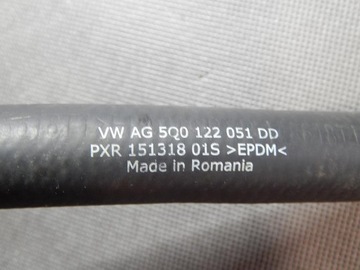 VW AG 5Q0 122 051 DD
PXR 151318 01S >EPDM<
Made in Romania